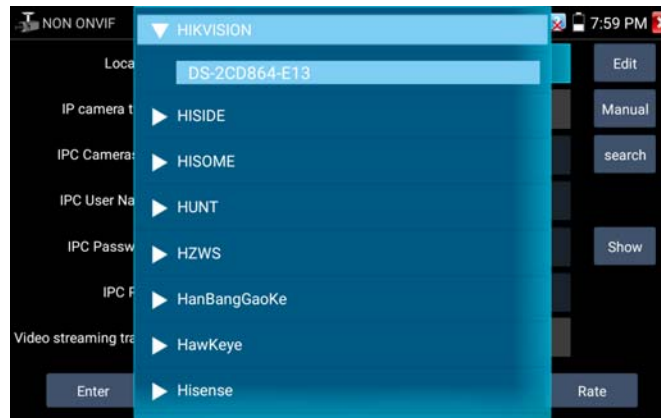 NON ONVIF
7:59 PM
HIKVISION
DS-2CD864-E13
HISIDE
HISOME
HUNT
HZWS
HanBangGaoKe
HawKeye
Hisense
Loca
Edit
IP camera t
Manual
IPC Camera
search
IPC User Na
IPC Passw
Show
IPC
Video streaming tra
Enter
Rate